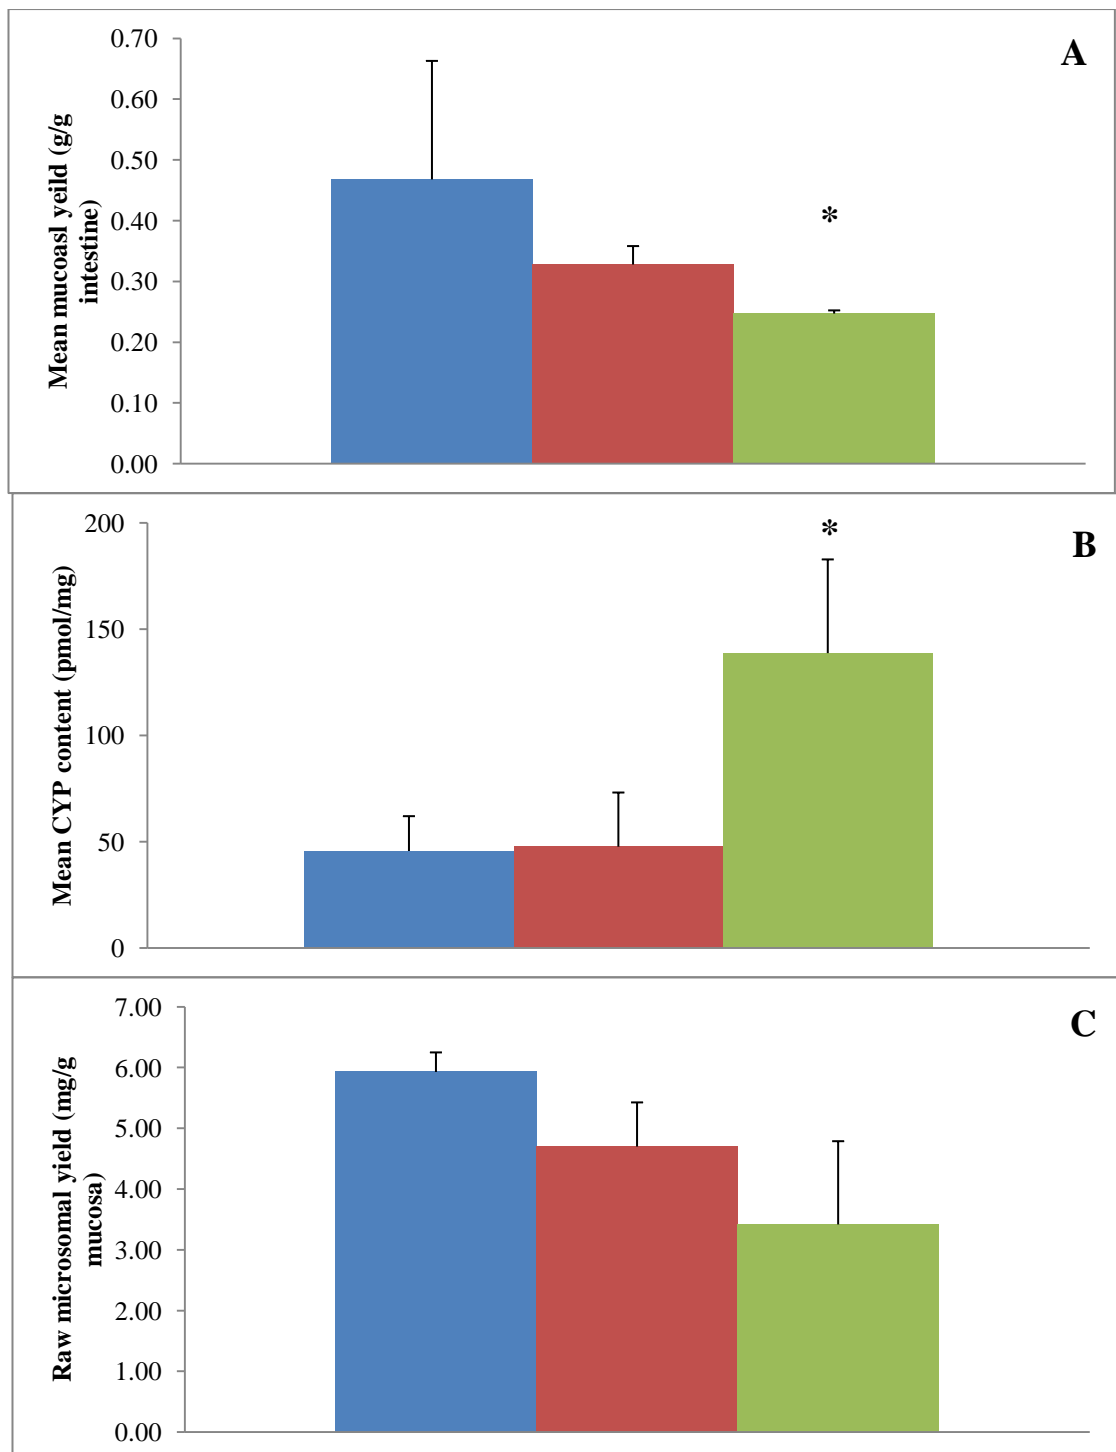 A
Mean mucoasl yeild (g/g
intestine)
0.70
0.60
0.50
0.40
0.30
0.20
0.10
0.00
*
B
Mean CYP content (pmol/mg)
200
150
100
50
0
*
C
Raw microsomal yield (mg/g
mucosa)
7.00
6.00
5.00
4.00
3.00
2.00
1.00
0.00